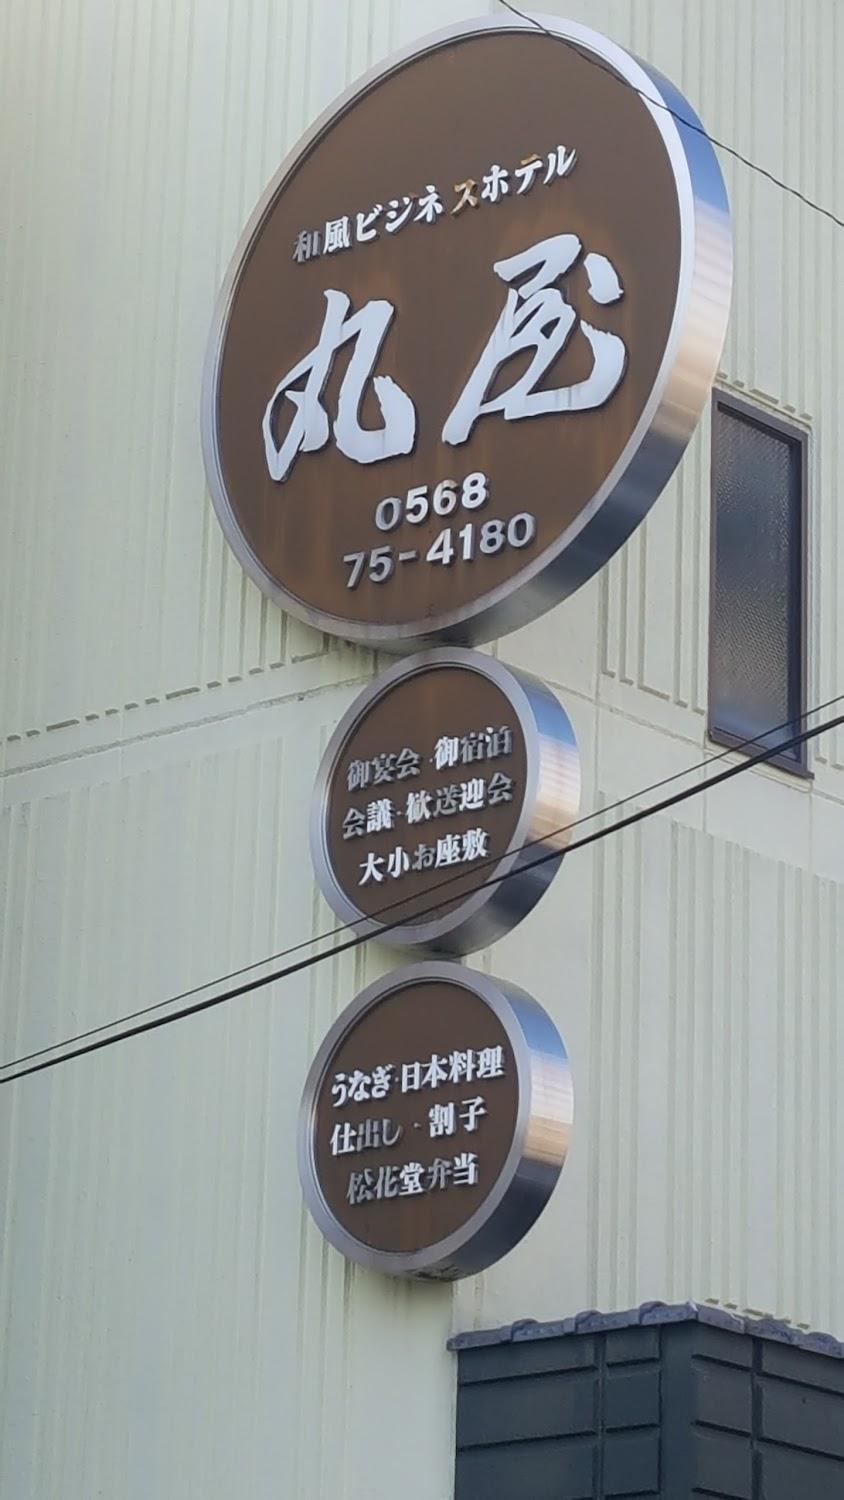 和風ビジネスホテル
丸屋
0568
75-4180
御宴会・御宿泊
会議・歓送迎会
大小お座敷
うなぎ・日本料理
仕出し・割子
松花堂弁当